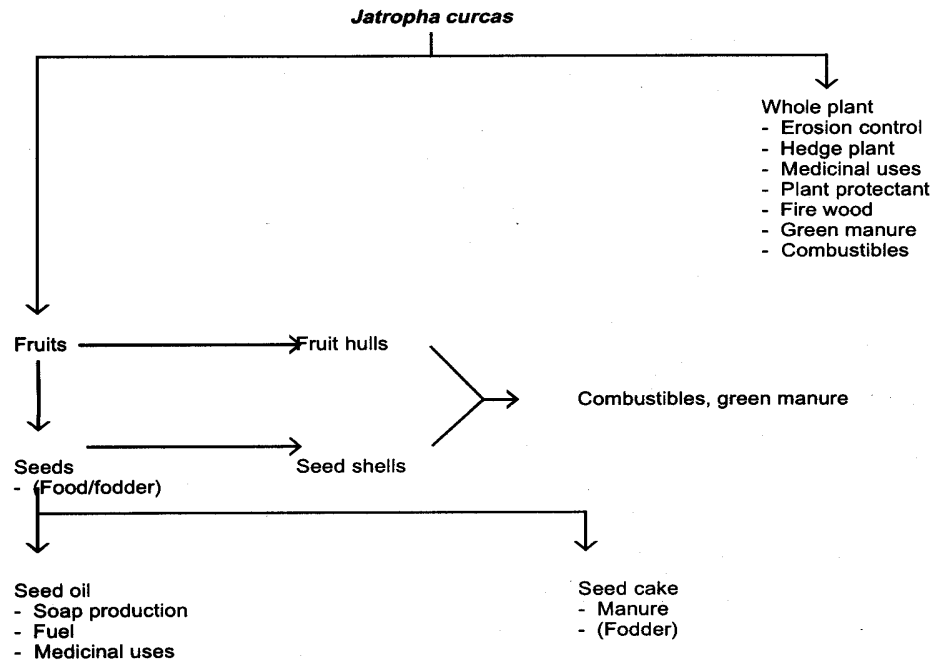 Jatropha curcas
Whole plant
- Erosion control
- Hedge plant
- Medicinal uses
- Plant protectant
- Fire wood
- Green manure
- Combustibles
Fruits
Fruit hulls
Combustibles, green manure
Seeds
- (Food/fodder)
Seed shells
Seed oil
- Soap production
- Fuel
- Medicinal uses
Seed cake
- Manure
- (Fodder)